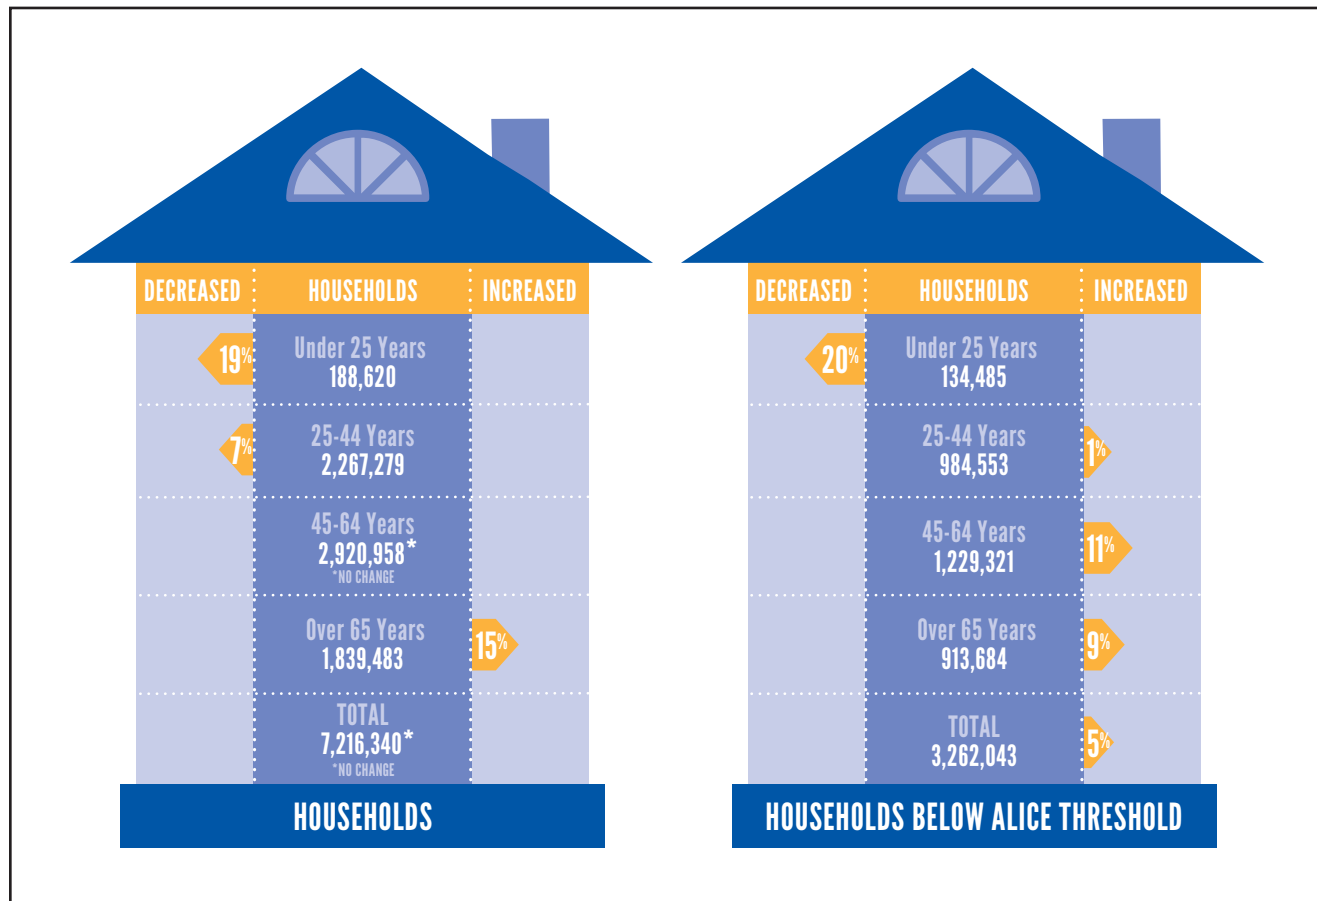 DECREASED HOUSEHOLDS INCREASED
19% Under 25 Years
188,620
7% 25-44 Years
2,267,279
45-64 Years
2,920,958*
*NO CHANGE
Over 65 Years 15%
1,839,483
TOTAL
7,216,340*
*NO CHANGE
HOUSEHOLDS
DECREASED HOUSEHOLDS INCREASED
20% Under 25 Years
134,485
25-44 Years 1%
984,553
45-64 Years 11%
1,229,321
Over 65 Years 9%
913,684
TOTAL 5%
3,262,043
HOUSEHOLDS BELOW ALICE THRESHOLD